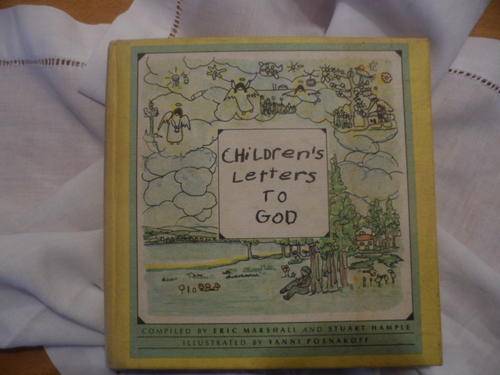 CHildren's
Letters
To
GOD
COMPILED BY ERIC MARSHALL AND STUART HAMPLE
ILLUSTRATED BY YANNI POSNAKOFF